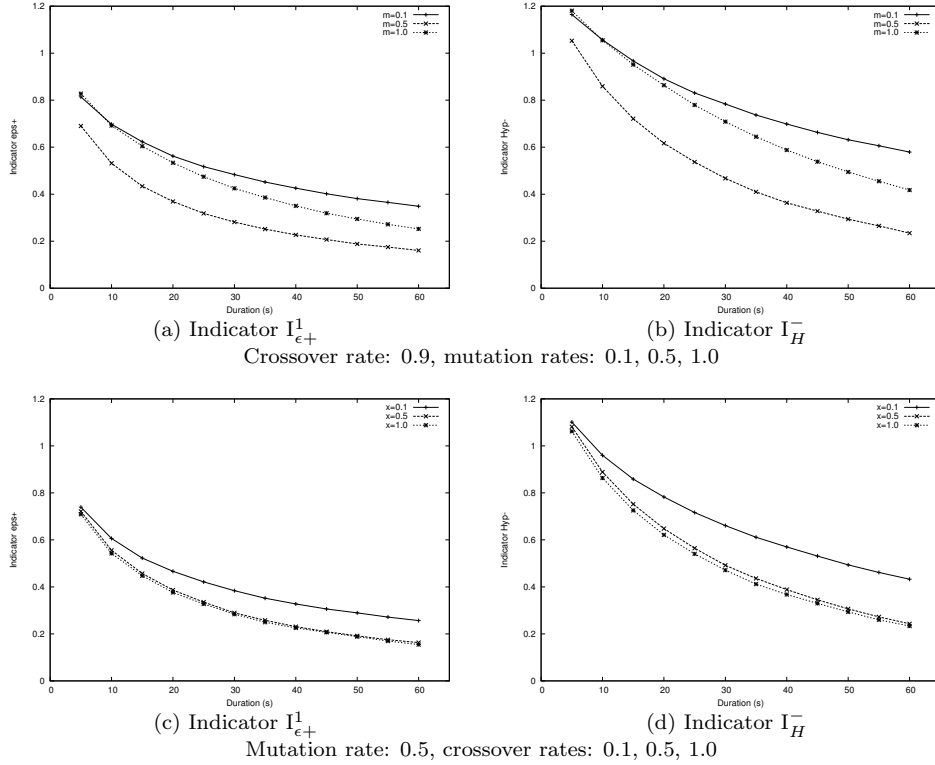 1.2
1
0.8
0.6
0.4
0.2
0
0 10 20 30 40 50 60
Indicator eps+
Duration (s)
m=0.1
m=0.5
m=1.0
(a) Indicator I¹ϵ+
1.2
1
0.8
0.6
0.4
0.2
0
0 10 20 30 40 50 60
Indicator Hyp-
Duration (s)
m=0.1
m=0.5
m=1.0
(b) Indicator I⁻H
Crossover rate: 0.9, mutation rates: 0.1, 0.5, 1.0
1.2
1
0.8
0.6
0.4
0.2
0
0 10 20 30 40 50 60
Indicator eps+
Duration (s)
x=0.1
x=0.5
x=1.0
(c) Indicator I¹ϵ+
1.2
1
0.8
0.6
0.4
0.2
0
0 10 20 30 40 50 60
Indicator Hyp-
Duration (s)
x=0.1
x=0.5
x=1.0
(d) Indicator I⁻H
Mutation rate: 0.5, crossover rates: 0.1, 0.5, 1.0